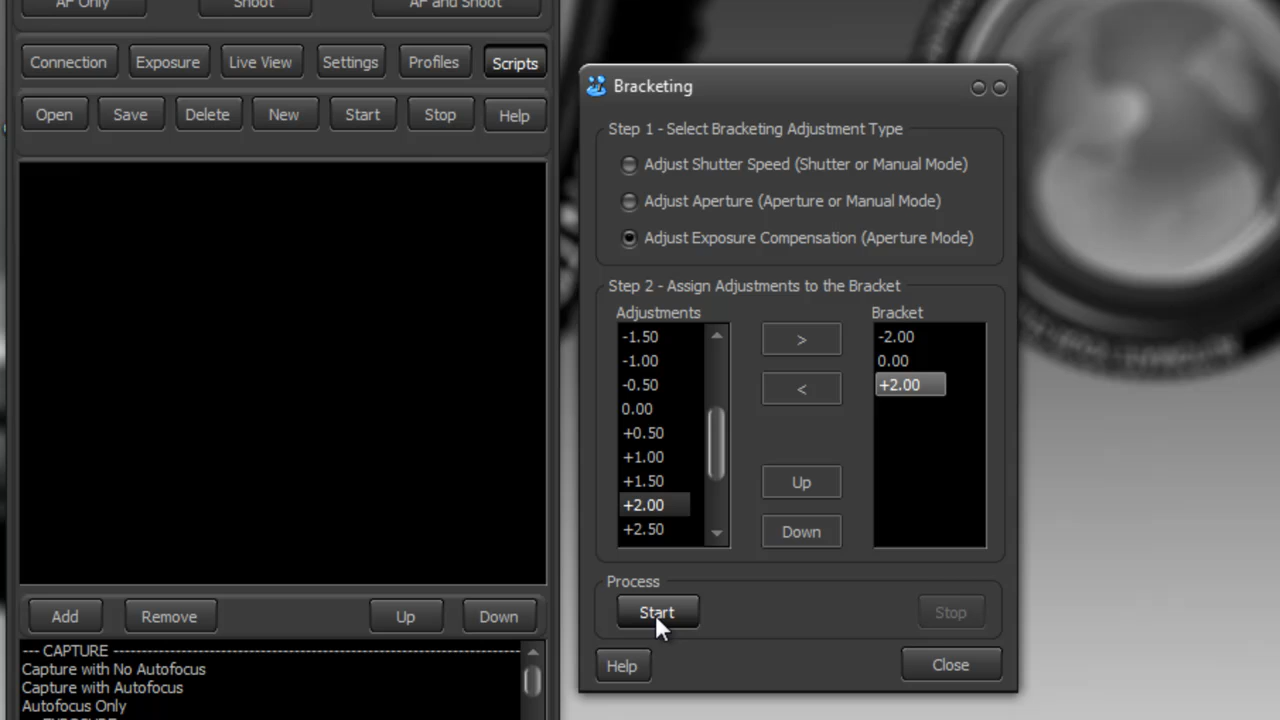 AF Only Shoot AF and Shoot
Connection Exposure Live View Settings Profiles Scripts
Open Save Delete New Start Stop Help
Add Remove Up Down
--- CAPTURE ---
Capture with No Autofocus
Capture with Autofocus
Autofocus Only
Bracketing
Step 1 - Select Bracketing Adjustment Type
Adjust Shutter Speed (Shutter or Manual Mode)
Adjust Aperture (Aperture or Manual Mode)
Adjust Exposure Compensation (Aperture Mode)
Step 2 - Assign Adjustments to the Bracket
Adjustments
-1.50
-1.00
-0.50
0.00
+0.50
+1.00
+1.50
+2.00
+2.50
>
<
Up
Down
Bracket
-2.00
0.00
+2.00
Process
Start Stop
Help Close